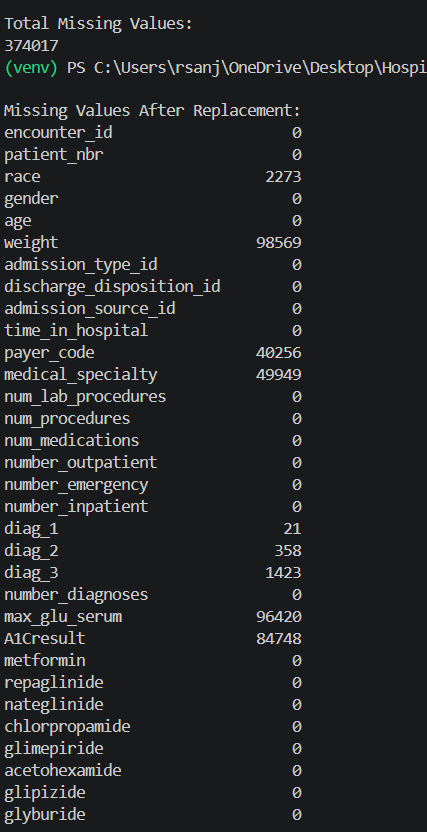 Total Missing Values:
374017
(venv) PS C:\Users\rsanj\OneDrive\Desktop\Hospi
Missing Values After Replacement:
encounter_id 0
patient_nbr 0
race 2273
gender 0
age 0
weight 98569
admission_type_id 0
discharge_disposition_id 0
admission_source_id 0
time_in_hospital 0
payer_code 40256
medical_specialty 49949
num_lab_procedures 0
num_procedures 0
num_medications 0
number_outpatient 0
number_emergency 0
number_inpatient 0
diag_1 21
diag_2 358
diag_3 1423
number_diagnoses 0
max_glu_serum 96420
A1Cresult 84748
metformin 0
repaglinide 0
nateglinide 0
chlorpropamide 0
glimepiride 0
acetohexamide 0
glipizide 0
glyburide 0